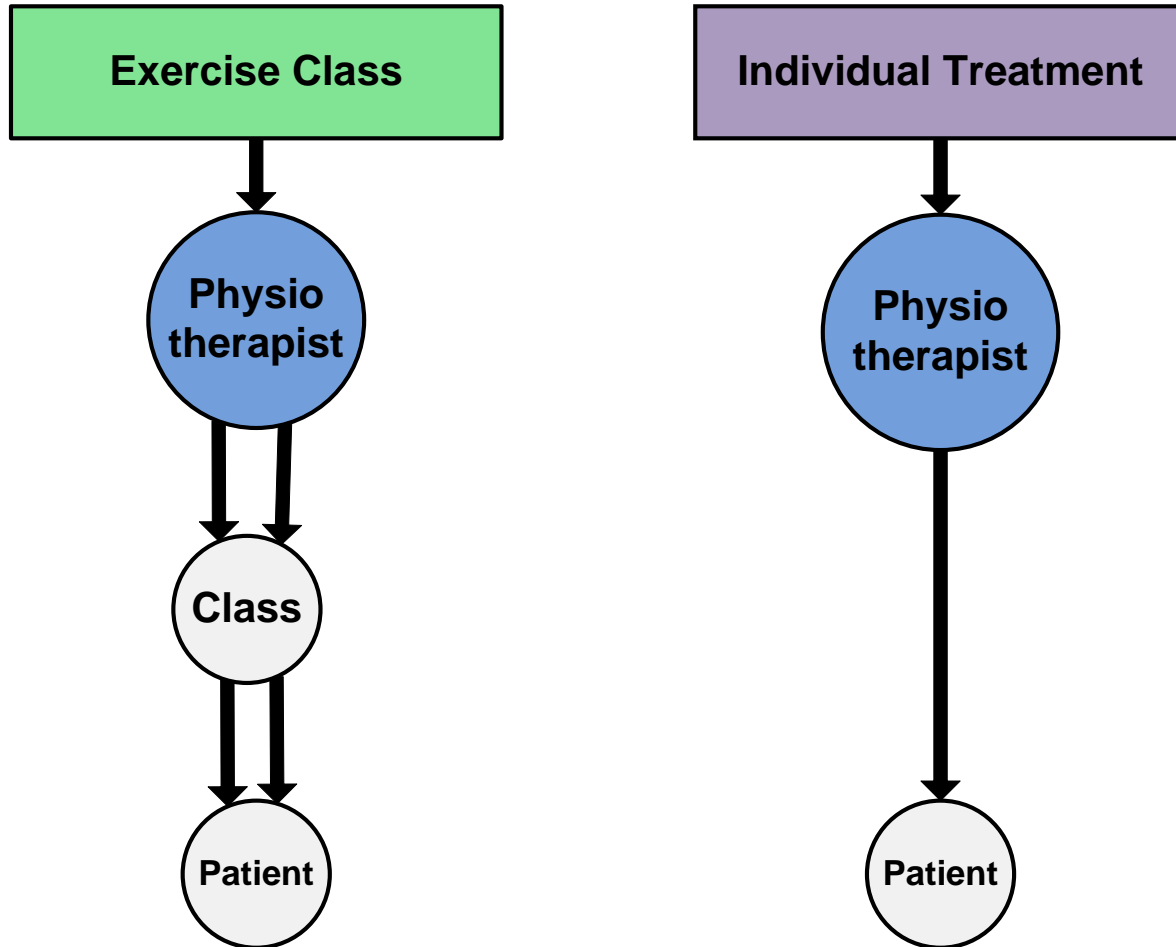 Exercise Class
Individual Treatment
Physio
therapist
Physio
therapist
Class
Patient
Patient